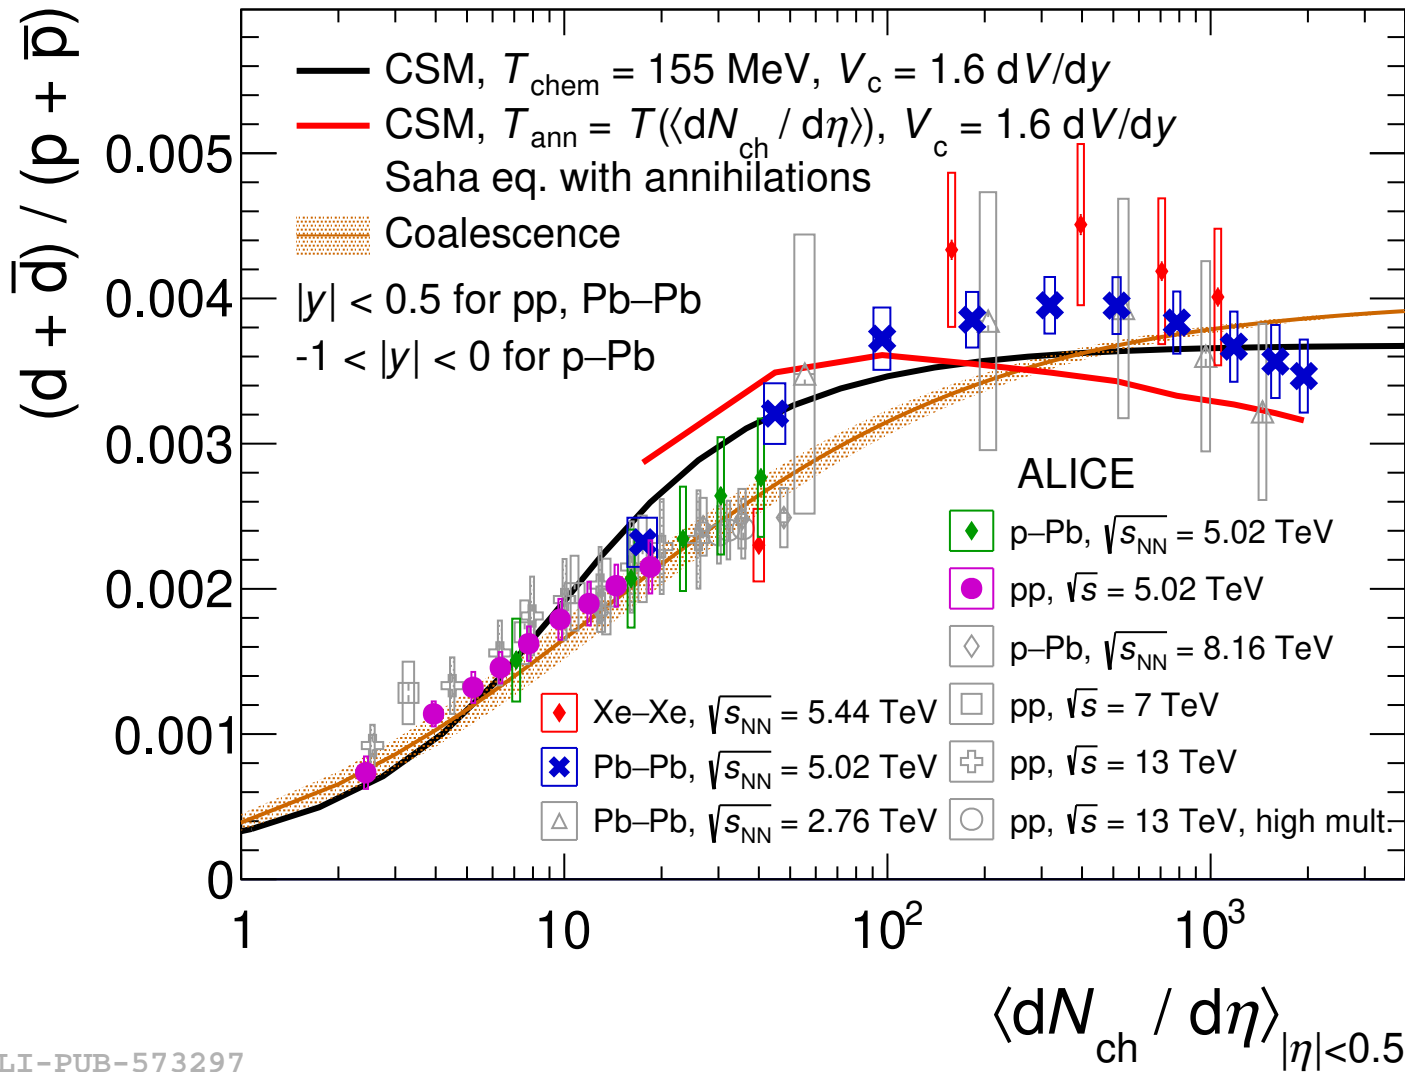 (d + d̅) / (p + p̅)
CSM, T_chem = 155 MeV, V_c = 1.6 dV/dy
CSM, T_ann = T(⟨dN_ch / dη⟩), V_c = 1.6 dV/dy
Saha eq. with annihilations
Coalescence
|y| < 0.5 for pp, Pb–Pb
-1 < |y| < 0 for p–Pb
0.005
0.004
0.003
0.002
0.001
0
ALICE
p–Pb, √s_NN = 5.02 TeV
pp, √s = 5.02 TeV
p–Pb, √s_NN = 8.16 TeV
pp, √s = 7 TeV
pp, √s = 13 TeV
pp, √s = 13 TeV, high mult.
Xe–Xe, √s_NN = 5.44 TeV
Pb–Pb, √s_NN = 5.02 TeV
Pb–Pb, √s_NN = 2.76 TeV
1 10 10² 10³
⟨dN_ch / dη⟩_|η|<0.5
LI-PUB-573297